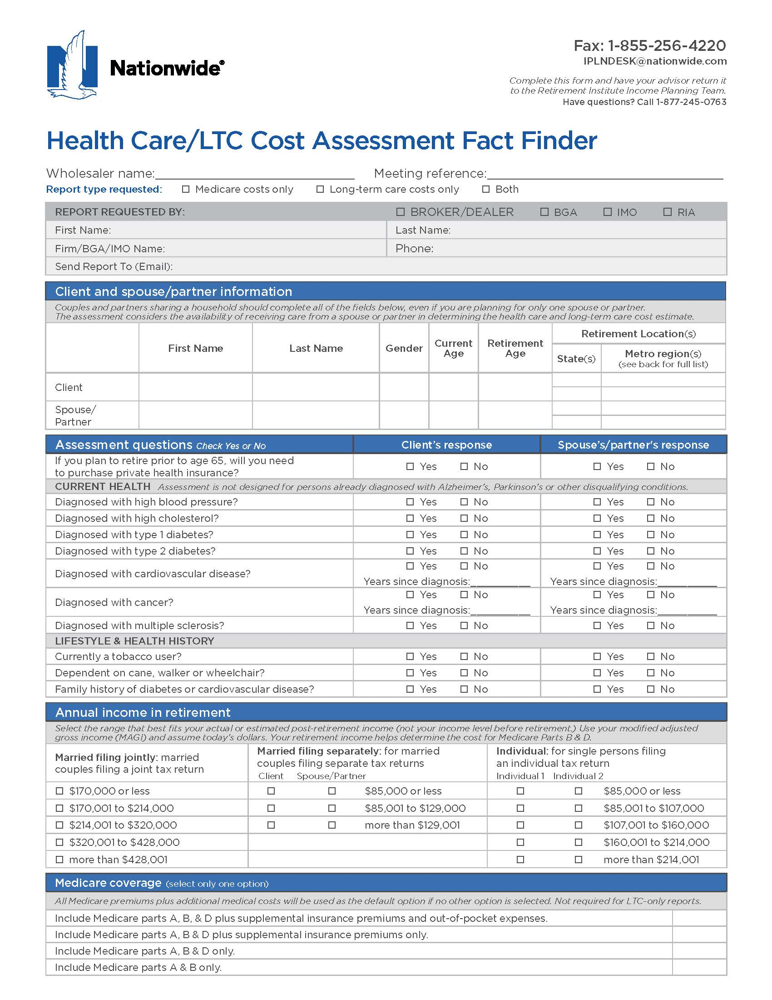 Nationwide®
Fax: 1-855-256-4220
IPLNDESK@nationwide.com
Complete this form and have your advisor return it
to the Retirement Institute Income Planning Team.
Have questions? Call 1-877-245-0763
Health Care/LTC Cost Assessment Fact Finder
Wholesaler name: Meeting reference:
Report type requested: ☐ Medicare costs only ☐ Long-term care costs only ☐ Both
REPORT REQUESTED BY: ☐ BROKER/DEALER ☐ BGA ☐ IMO ☐ RIA
First Name: Last Name:
Firm/BGA/IMO Name: Phone:
Send Report To (Email):
Client and spouse/partner information
Couples and partners sharing a household should complete all of the fields below, even if you are planning for only one spouse or partner.
The assessment considers the availability of receiving care from a spouse or partner in determining the health care and long-term care cost estimate.
First Name Last Name Gender Current Age Retirement Age Retirement Location(s)
State(s) Metro region(s)
(see back for full list)
Client
Spouse/
Partner
Assessment questions Check Yes or No Client's response Spouse's/partner's response
If you plan to retire prior to age 65, will you need
to purchase private health insurance? ☐ Yes ☐ No ☐ Yes ☐ No
CURRENT HEALTH Assessment is not designed for persons already diagnosed with Alzheimer's, Parkinson's or other disqualifying conditions.
Diagnosed with high blood pressure? ☐ Yes ☐ No ☐ Yes ☐ No
Diagnosed with high cholesterol? ☐ Yes ☐ No ☐ Yes ☐ No
Diagnosed with type 1 diabetes? ☐ Yes ☐ No ☐ Yes ☐ No
Diagnosed with type 2 diabetes? ☐ Yes ☐ No ☐ Yes ☐ No
Diagnosed with cardiovascular disease? ☐ Yes ☐ No ☐ Yes ☐ No
Years since diagnosis: Years since diagnosis:
Diagnosed with cancer? ☐ Yes ☐ No ☐ Yes ☐ No
Years since diagnosis: Years since diagnosis:
Diagnosed with multiple sclerosis? ☐ Yes ☐ No ☐ Yes ☐ No
LIFESTYLE & HEALTH HISTORY
Currently a tobacco user? ☐ Yes ☐ No ☐ Yes ☐ No
Dependent on cane, walker or wheelchair? ☐ Yes ☐ No ☐ Yes ☐ No
Family history of diabetes or cardiovascular disease? ☐ Yes ☐ No ☐ Yes ☐ No
Annual income in retirement
Select the range that best fits your actual or estimated post-retirement income (not your income level before retirement.) Use your modified adjusted
gross income (MAGI) and assume today's dollars. Your retirement income helps determine the cost for Medicare Parts B & D.
Married filing jointly: married
couples filing a joint tax return
Married filing separately: for married
couples filing separate tax returns
Client Spouse/Partner
Individual: for single persons filing
an individual tax return
Individual 1 Individual 2
☐ $170,000 or less ☐ ☐ $85,000 or less ☐ ☐ $85,000 or less
☐ $170,001 to $214,000 ☐ ☐ $85,001 to $129,000 ☐ ☐ $85,001 to $107,000
☐ $214,001 to $320,000 ☐ ☐ more than $129,001 ☐ ☐ $107,001 to $160,000
☐ $320,001 to $428,000 ☐ ☐ $160,001 to $214,000
☐ more than $428,001 ☐ ☐ more than $214,001
Medicare coverage (select only one option)
All Medicare premiums plus additional medical costs will be used as the default option if no other option is selected. Not required for LTC-only reports.
Include Medicare parts A, B, & D plus supplemental insurance premiums and out-of-pocket expenses.
Include Medicare parts A, B & D plus supplemental insurance premiums only.
Include Medicare parts A, B & D only.
Include Medicare parts A & B only.